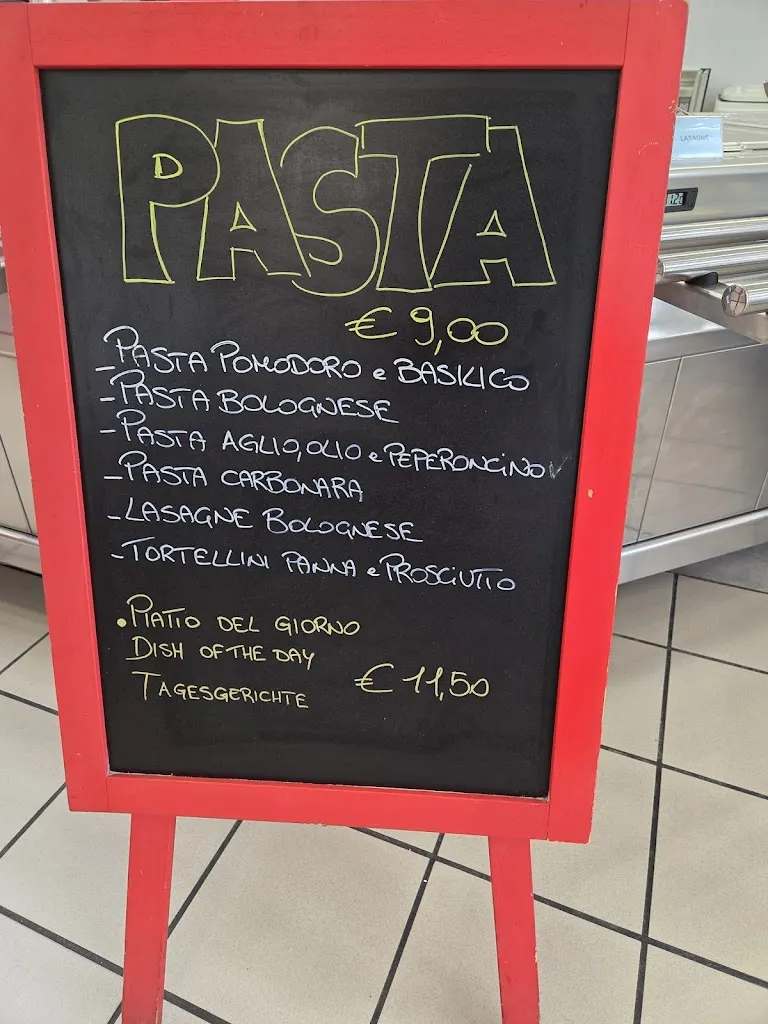 PASTA
€ 9,00
- PASTA POMODORO e BASILICO
- PASTA BOLOGNESE
- PASTA AGLIO, OLIO e PEPERONCINO
- PASTA CARBONARA
- LASAGNE BOLOGNESE
- TORTELLINI PANNA e PROSCIUTTO
• PIATTO DEL GIORNO
DISH OF THE DAY
TAGESGERICHTE € 11,50
LASAGNE